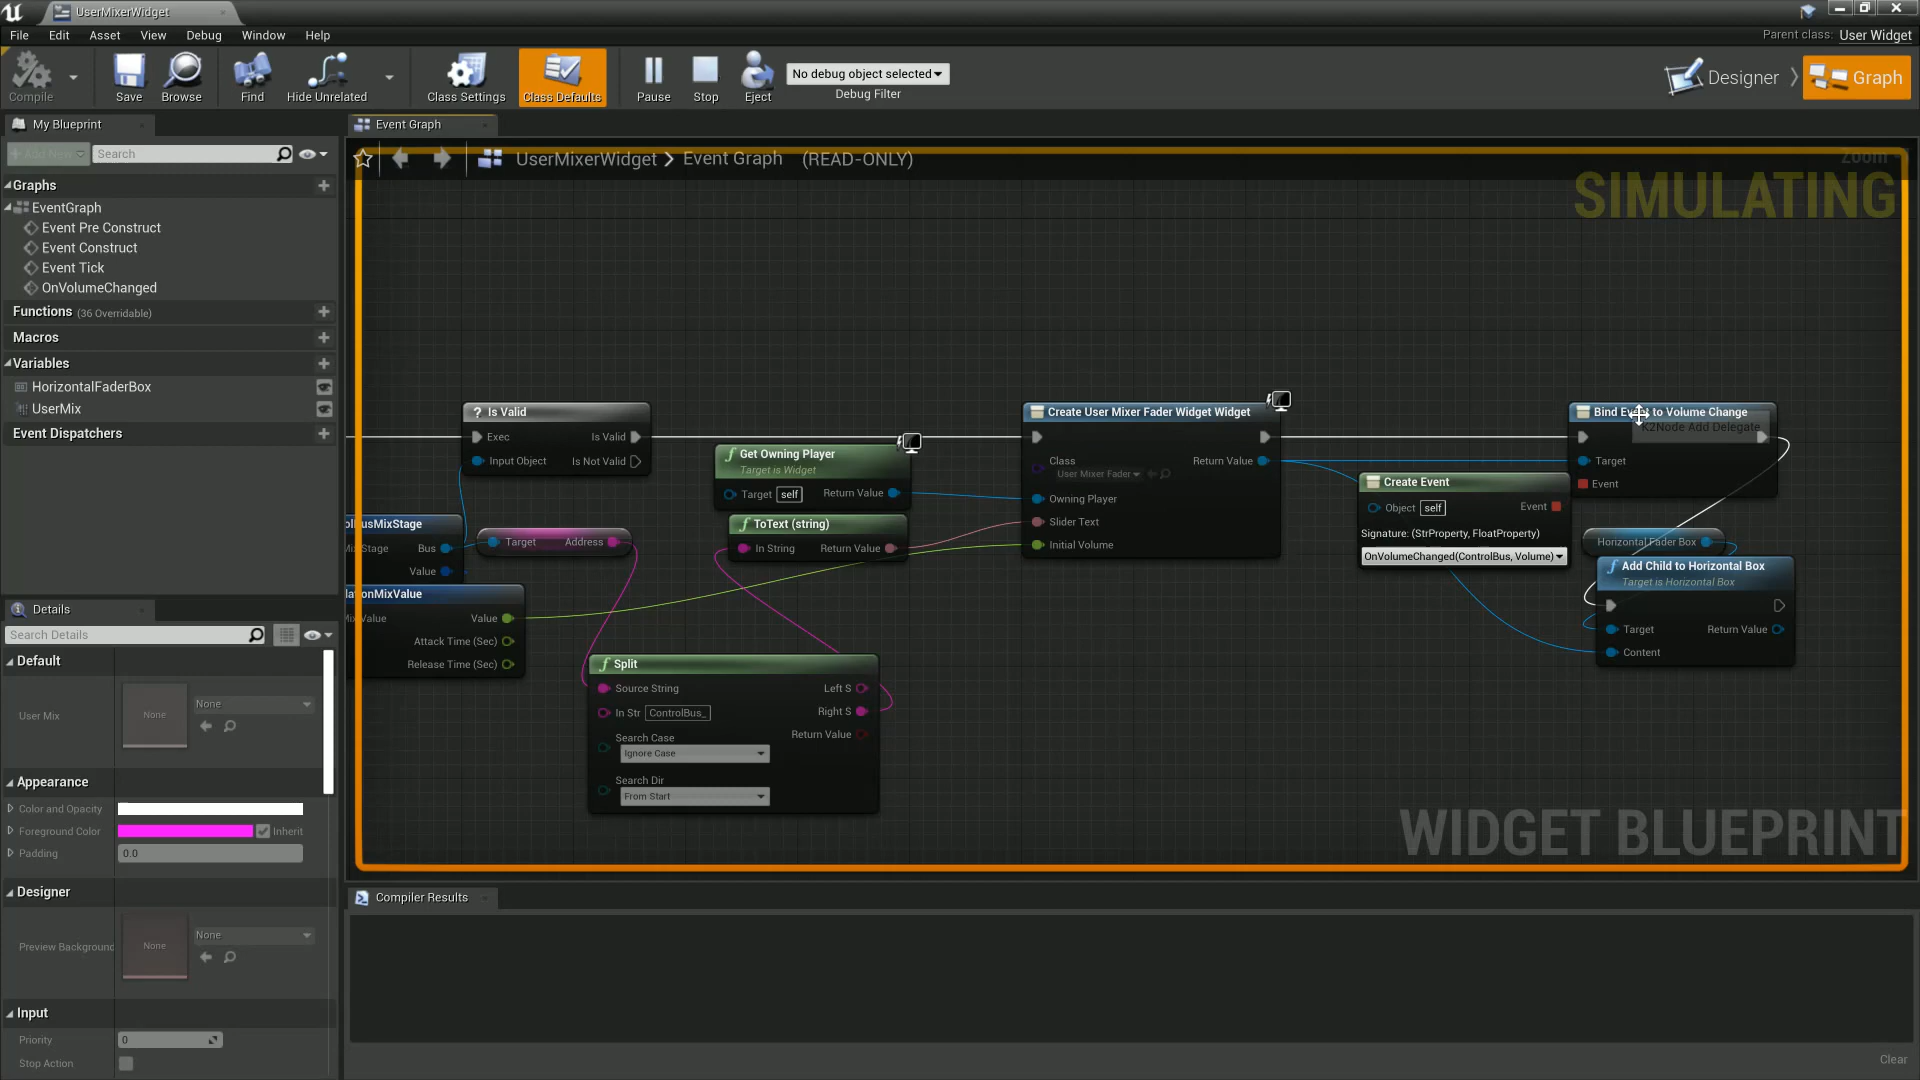 UserMixerWidget
File Edit Asset View Debug Window Help
Parent class: User Widget
Compile
Save
Browse
Find
Hide Unrelated
Class Settings
Class Defaults
Pause
Stop
Eject
No debug object selected
Debug Filter
Designer
Graph
My Blueprint
Event Graph
Add New
Search
UserMixerWidget > Event Graph (READ-ONLY)
Zoom
SIMULATING
Graphs
EventGraph
Event Pre Construct
Event Construct
Event Tick
OnVolumeChanged
Functions (36 Overridable)
Macros
Variables
HorizontalFaderBox
UserMix
Event Dispatchers
? Is Valid
Exec Is Valid
Input Object Is Not Valid
Get Owning Player
Target is Widget
Target self Return Value
ToText (string)
In String Return Value
Create User Mixer Fader Widget Widget
Class
User Mixer Fader
Return Value
Owning Player
Slider Text
Initial Volume
Create Event
Object self Event
Signature: (StrProperty, FloatProperty)
OnVolumeChanged(ControlBus, Volume)
Bind Event to Volume Change
K2Node Add Delegate
Target
Event
Horizontal Fader Box
Add Child to Horizontal Box
Target is Horizontal Box
Target Return Value
Content
BusMixStage
Mix Stage Bus
Value
Target Address
MixValue
Mix Value Value
Attack Time (Sec)
Release Time (Sec)
Split
Source String Left S
In Str ControlBus_ Right S
Return Value
Search Case
Ignore Case
Search Dir
From Start
WIDGET BLUEPRINT
Details
Search Details
Default
User Mix None None
Appearance
Color and Opacity
Foreground Color Inherit
Padding 0.0
Designer
Preview Background None None
Input
Priority 0
Stop Action
Compiler Results
Clear